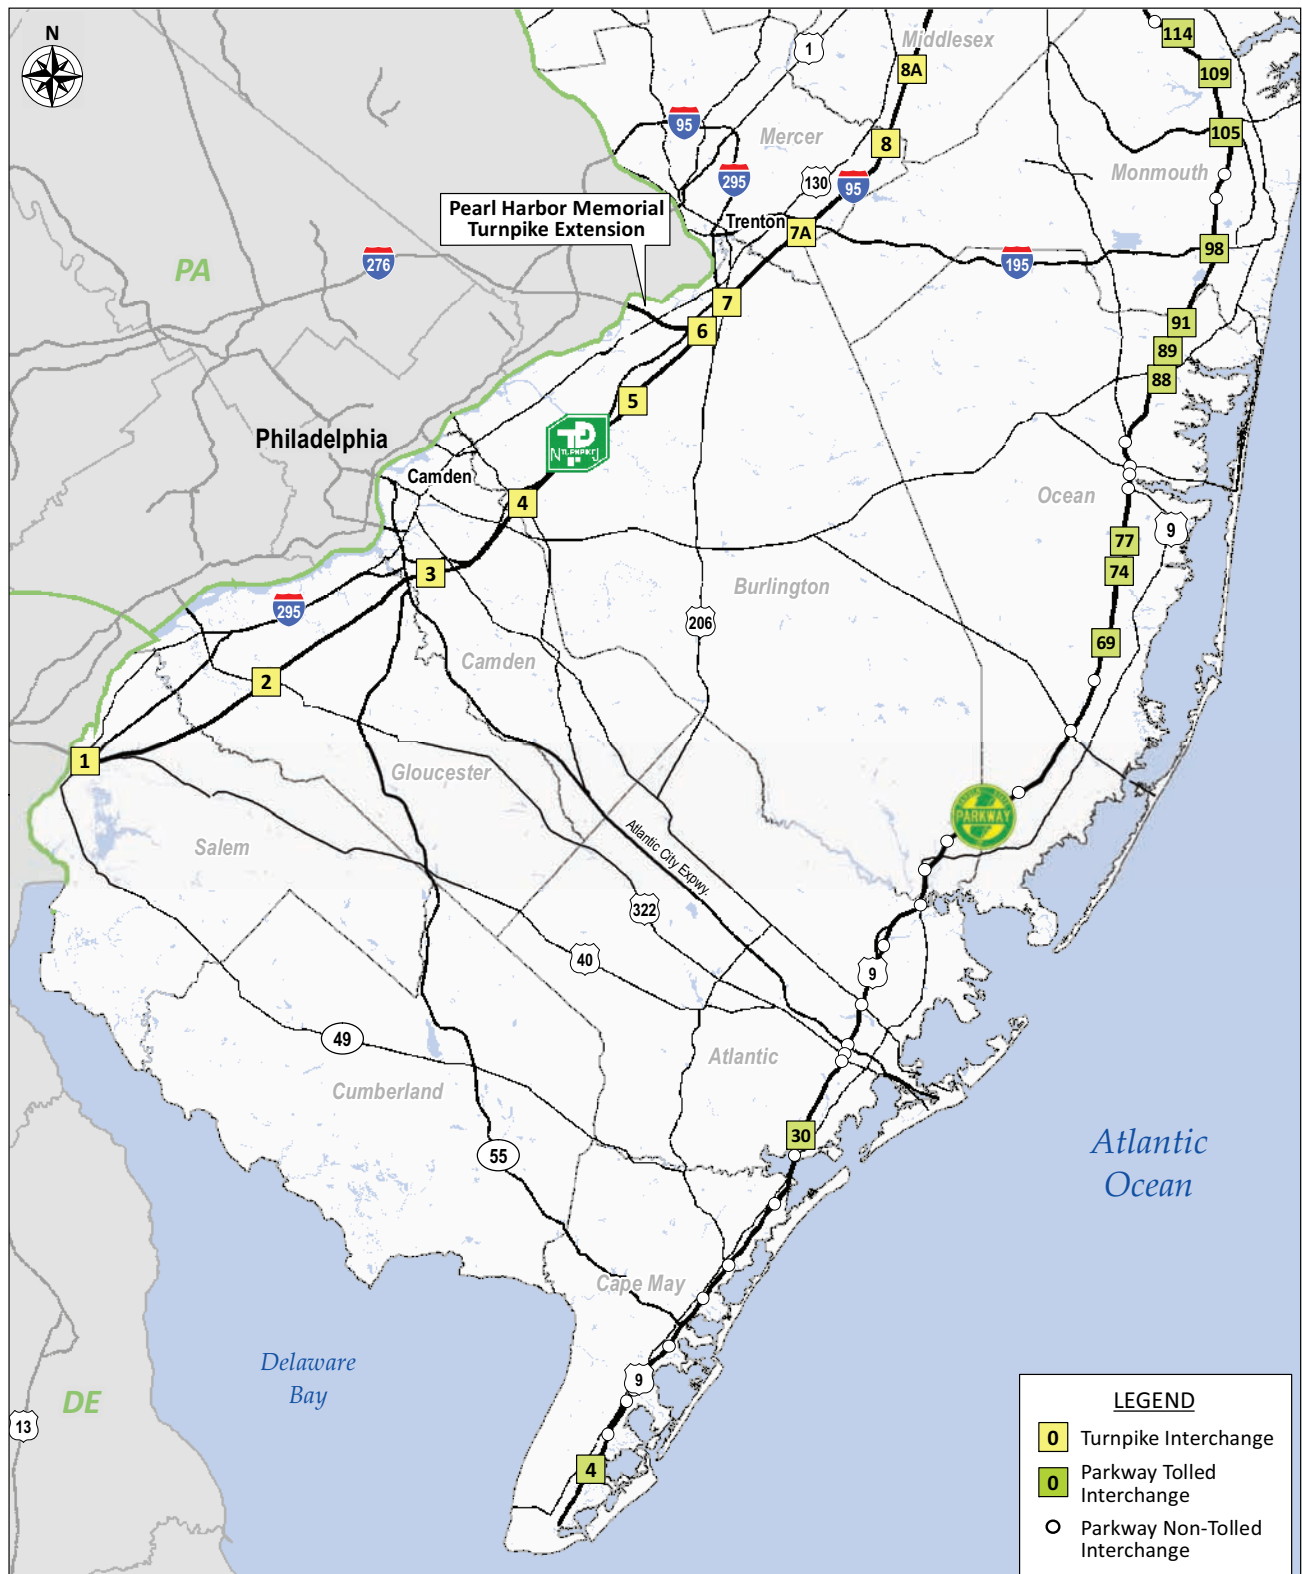 N
1
Middlesex
8A
114
109
105
95
Mercer
8
295
130
95
Monmouth
Pearl Harbor Memorial
Turnpike Extension
Trenton
7A
PA
276
195
98
7
6
91
89
88
5
Philadelphia
TURNPIKE
N J
Camden
4
Ocean
9
77
74
3
Burlington
295
206
69
Camden
2
1
Gloucester
PARKWAY
Salem
Atlantic City Expwy.
322
40
9
49
Atlantic
Cumberland
30
55
Atlantic
Ocean
Cape May
Delaware
Bay
9
DE
13
4
LEGEND
0 Turnpike Interchange
0 Parkway Tolled
Interchange
Parkway Non-Tolled
Interchange